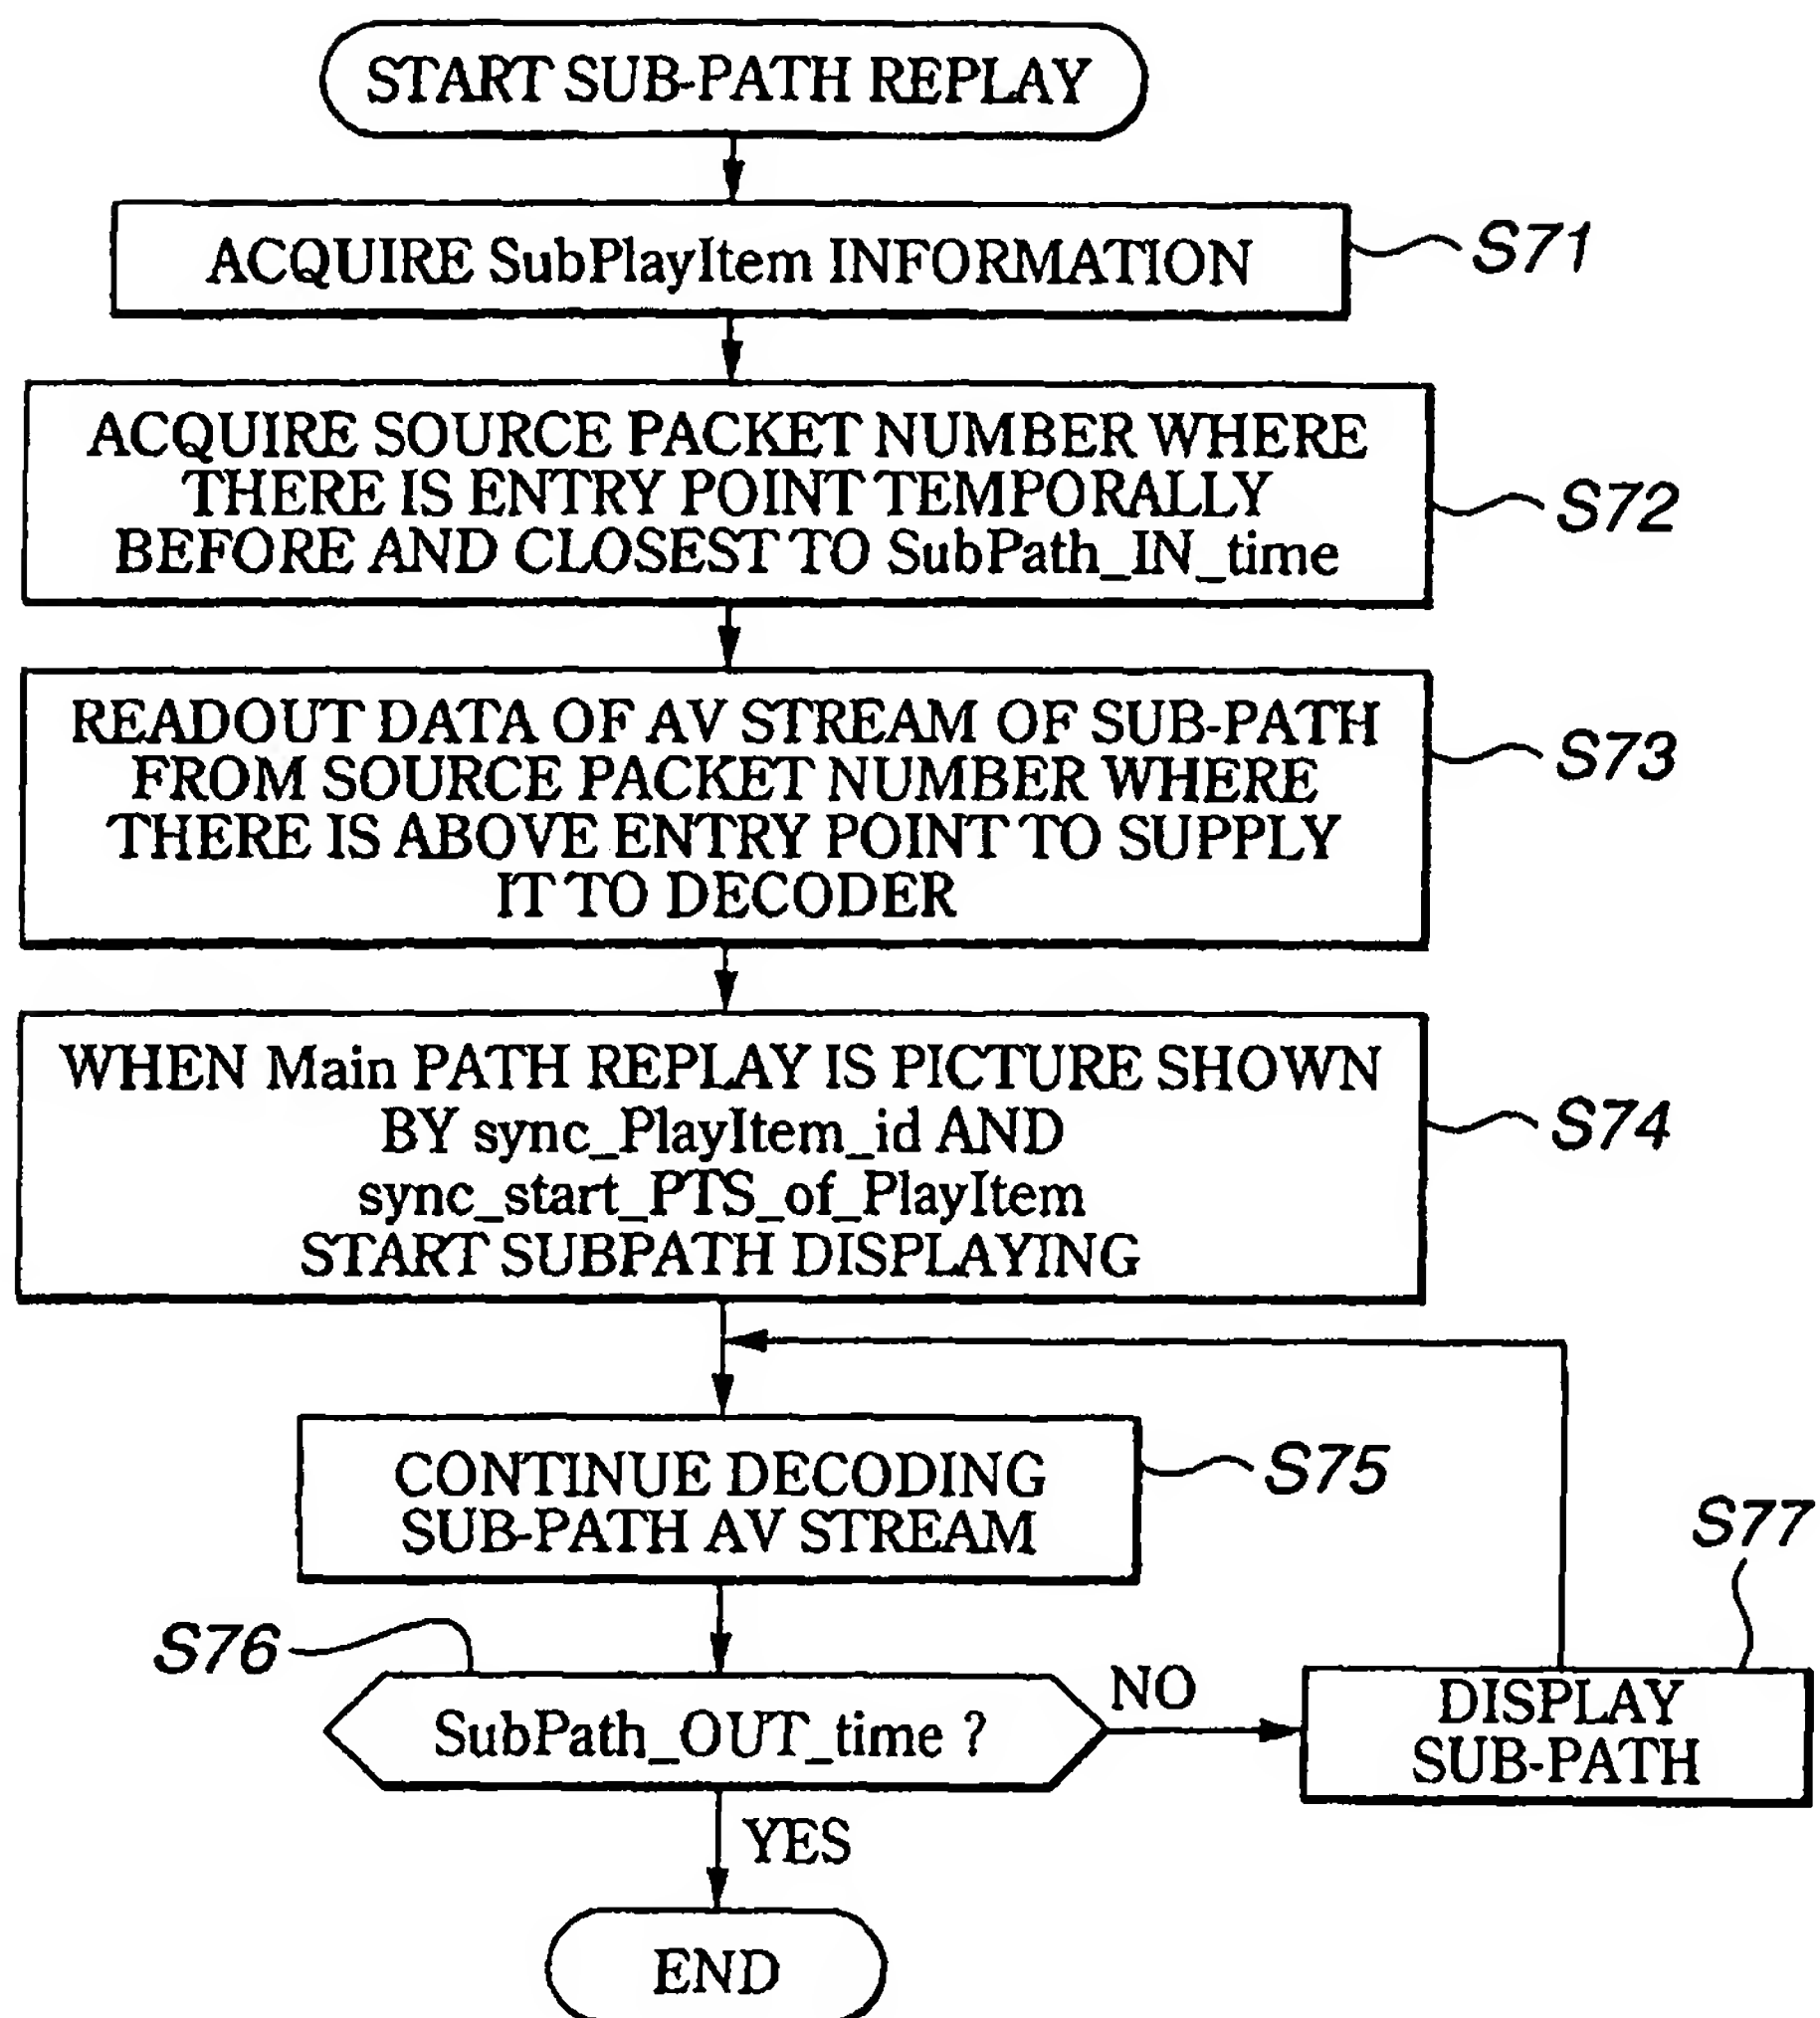 START SUB-PATH REPLAY
ACQUIRE SubPlayItem INFORMATION
S71
ACQUIRE SOURCE PACKET NUMBER WHERE
THERE IS ENTRY POINT TEMPORALLY
BEFORE AND CLOSEST TO SubPath_IN_time
S72
READOUT DATA OF AV STREAM OF SUB-PATH
FROM SOURCE PACKET NUMBER WHERE
THERE IS ABOVE ENTRY POINT TO SUPPLY
IT TO DECODER
S73
WHEN Main PATH REPLAY IS PICTURE SHOWN
BY sync_PlayItem_id AND
sync_start_PTS_of_PlayItem
START SUBPATH DISPLAYING
S74
CONTINUE DECODING
SUB-PATH AV STREAM
S75
S77
S76
SubPath_OUT_time ?
NO
DISPLAY
SUB-PATH
YES
END